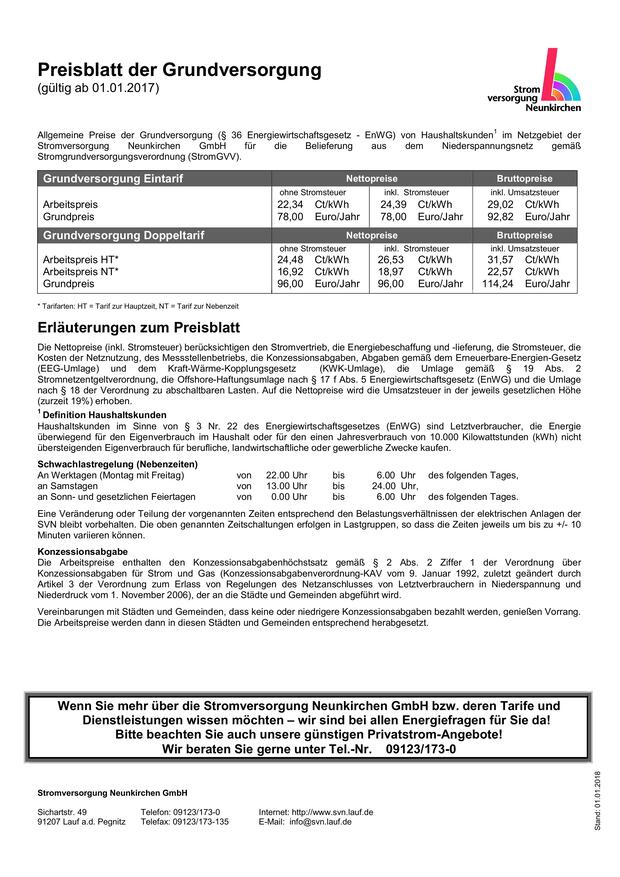 Preisblatt der Grundversorgung
(gültig ab 01.01.2017)
Strom
versorgung
Neunkirchen
Allgemeine Preise der Grundversorgung (§ 36 Energiewirtschaftsgesetz - EnWG) von Haushaltskunden1 im Netzgebiet der
Stromversorgung Neunkirchen GmbH für die Belieferung aus dem Niederspannungsnetz gemäß
Stromgrundversorgungsverordnung (StromGVV).
Grundversorgung Eintarif Nettopreise Bruttopreise
ohne Stromsteuer inkl. Stromsteuer inkl. Umsatzsteuer
Arbeitspreis 22,34 Ct/kWh 24,39 Ct/kWh 29,02 Ct/kWh
Grundpreis 78,00 Euro/Jahr 78,00 Euro/Jahr 92,82 Euro/Jahr
Grundversorgung Doppeltarif Nettopreise Bruttopreise
ohne Stromsteuer inkl. Stromsteuer inkl. Umsatzsteuer
Arbeitspreis HT* 24,48 Ct/kWh 26,53 Ct/kWh 31,57 Ct/kWh
Arbeitspreis NT* 16,92 Ct/kWh 18,97 Ct/kWh 22,57 Ct/kWh
Grundpreis 96,00 Euro/Jahr 96,00 Euro/Jahr 114,24 Euro/Jahr
* Tarifarten: HT = Tarif zur Hauptzeit, NT = Tarif zur Nebenzeit
Erläuterungen zum Preisblatt
Die Nettopreise (inkl. Stromsteuer) berücksichtigen den Stromvertrieb, die Energiebeschaffung und -lieferung, die Stromsteuer, die
Kosten der Netznutzung, des Messstellenbetriebs, die Konzessionsabgaben, Abgaben gemäß dem Erneuerbare-Energien-Gesetz
(EEG-Umlage) und dem Kraft-Wärme-Kopplungsgesetz (KWK-Umlage), die Umlage gemäß § 19 Abs. 2
Stromnetzentgeltverordnung, die Offshore-Haftungsumlage nach § 17 f Abs. 5 Energiewirtschaftsgesetz (EnWG) und die Umlage
nach § 18 der Verordnung zu abschaltbaren Lasten. Auf die Nettopreise wird die Umsatzsteuer in der jeweils gesetzlichen Höhe
(zurzeit 19%) erhoben.
1 Definition Haushaltskunden
Haushaltskunden im Sinne von § 3 Nr. 22 des Energiewirtschaftsgesetzes (EnWG) sind Letztverbraucher, die Energie
überwiegend für den Eigenverbrauch im Haushalt oder für den einen Jahresverbrauch von 10.000 Kilowattstunden (kWh) nicht
übersteigenden Eigenverbrauch für berufliche, landwirtschaftliche oder gewerbliche Zwecke kaufen.
Schwachlastregelung (Nebenzeiten)
An Werktagen (Montag mit Freitag) von 22.00 Uhr bis 6.00 Uhr des folgenden Tages,
an Samstagen von 13.00 Uhr bis 24.00 Uhr,
an Sonn- und gesetzlichen Feiertagen von 0.00 Uhr bis 6.00 Uhr des folgenden Tages.
Eine Veränderung oder Teilung der vorgenannten Zeiten entsprechend den Belastungsverhältnissen der elektrischen Anlagen der
SVN bleibt vorbehalten. Die oben genannten Zeitschaltungen erfolgen in Lastgruppen, so dass die Zeiten jeweils um bis zu +/- 10
Minuten variieren können.
Konzessionsabgabe
Die Arbeitspreise enthalten den Konzessionsabgabenhöchstsatz gemäß § 2 Abs. 2 Ziffer 1 der Verordnung über
Konzessionsabgaben für Strom und Gas (Konzessionsabgabenverordnung-KAV vom 9. Januar 1992, zuletzt geändert durch
Artikel 3 der Verordnung zum Erlass von Regelungen des Netzanschlusses von Letztverbrauchern in Niederspannung und
Niederdruck vom 1. November 2006), der an die Städte und Gemeinden abgeführt wird.
Vereinbarungen mit Städten und Gemeinden, dass keine oder niedrigere Konzessionsabgaben bezahlt werden, genießen Vorrang.
Die Arbeitspreise werden dann in diesen Städten und Gemeinden entsprechend herabgesetzt.
Wenn Sie mehr über die Stromversorgung Neunkirchen GmbH bzw. deren Tarife und
Dienstleistungen wissen möchten – wir sind bei allen Energiefragen für Sie da!
Bitte beachten Sie auch unsere günstigen Privatstrom-Angebote!
Wir beraten Sie gerne unter Tel.-Nr. 09123/173-0
Stromversorgung Neunkirchen GmbH
Sichartstr. 49 Telefon: 09123/173-0 Internet: http://www.svn.lauf.de
91207 Lauf a.d. Pegnitz Telefax: 09123/173-135 E-Mail: info@svn.lauf.de
Stand: 01.01.2018